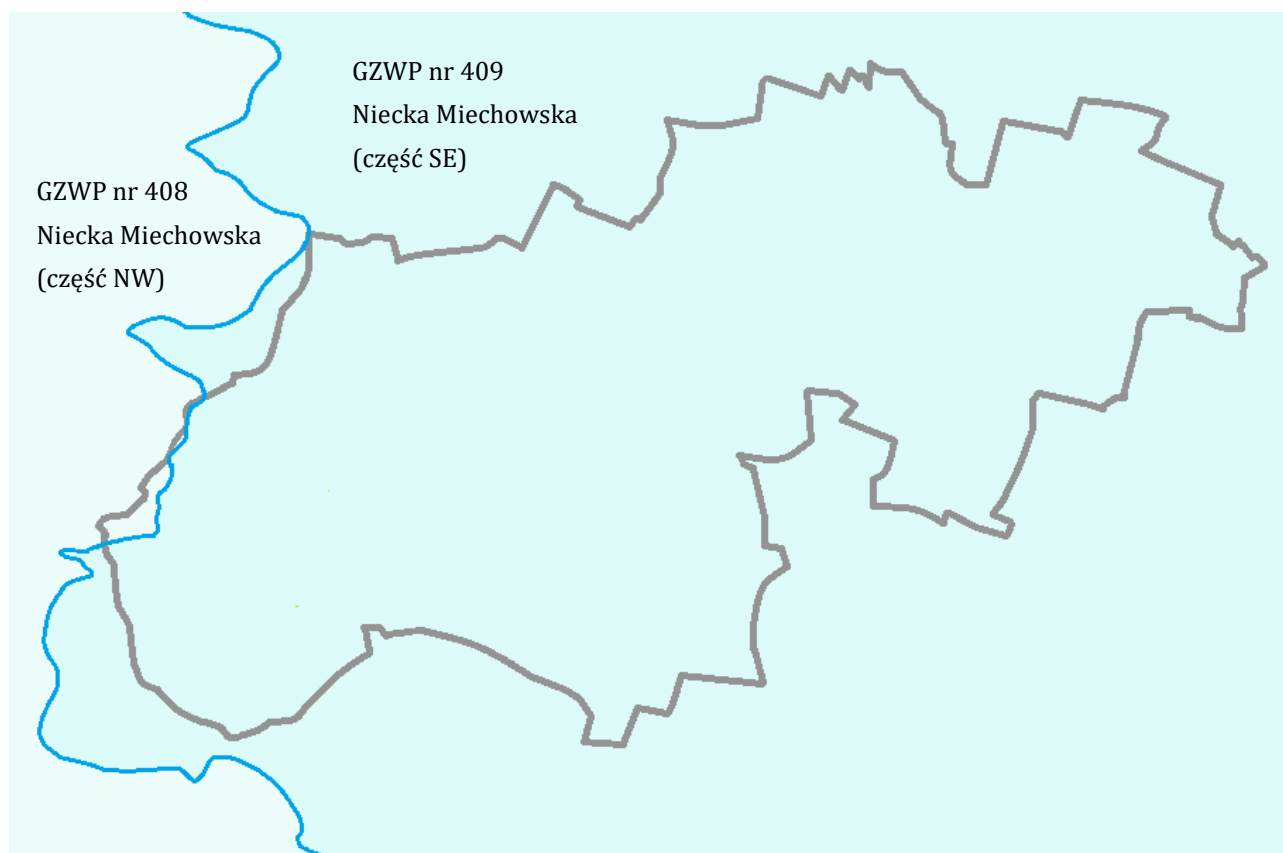 GZWP nr 409
Niecka Miechowska
(część SE)
GZWP nr 408
Niecka Miechowska
(część NW)